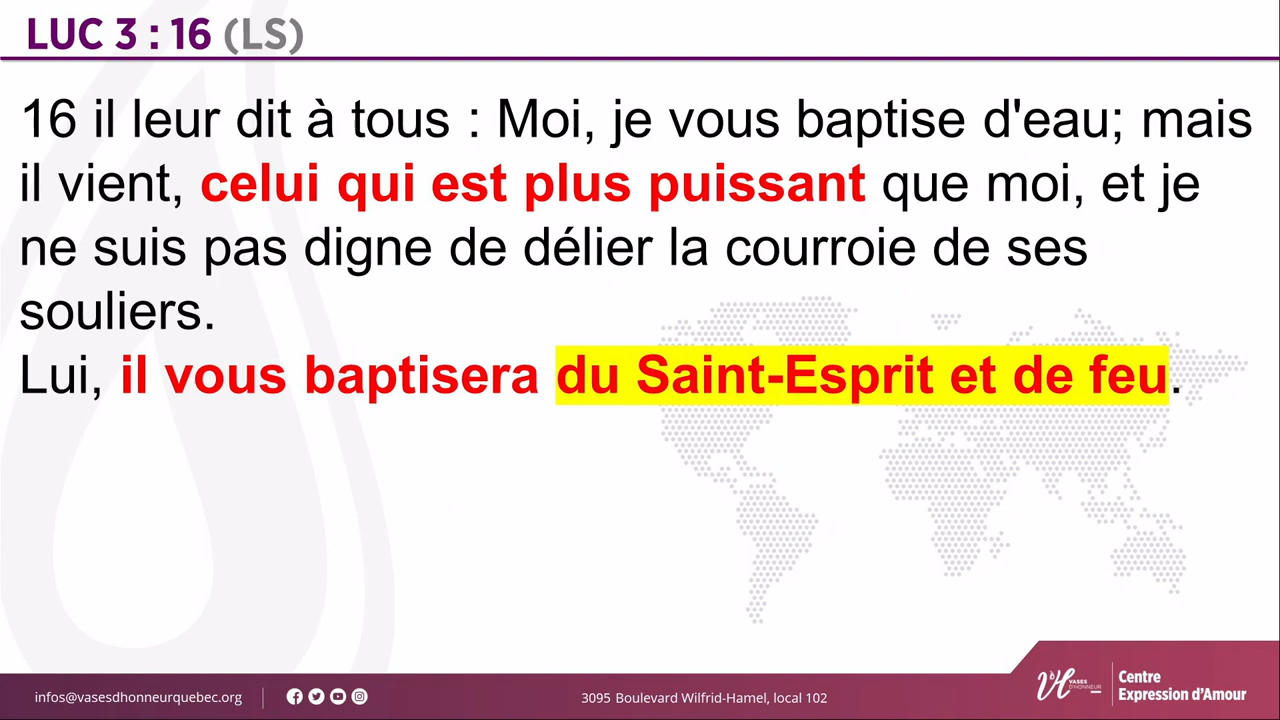 LUC 3 : 16 (LS)
16 il leur dit à tous : Moi, je vous baptise d'eau; mais
il vient, celui qui est plus puissant que moi, et je
ne suis pas digne de délier la courroie de ses
souliers.
Lui, il vous baptisera du Saint-Esprit et de feu.
infos@vasesdhonneurquebec.org
3095 Boulevard Wilfrid-Hamel, local 102
VASES
D'HONNEUR
Centre
Expression d'Amour